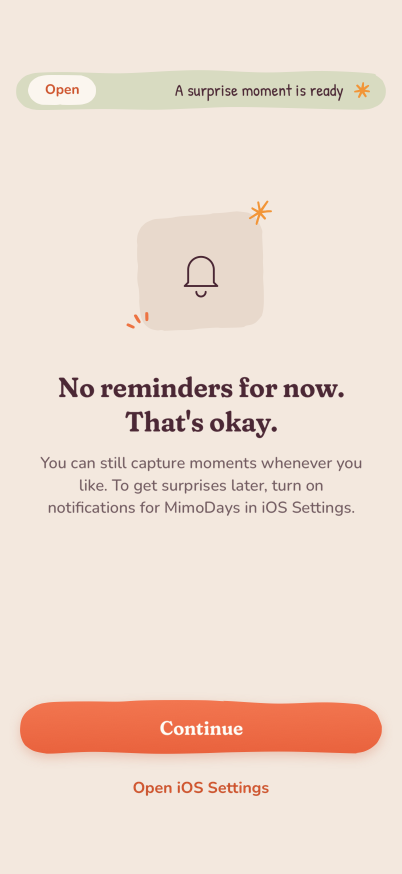 Open
A surprise moment is ready
No reminders for now.
That's okay.
You can still capture moments whenever you
like. To get surprises later, turn on
notifications for MimoDays in iOS Settings.
Continue
Open iOS Settings